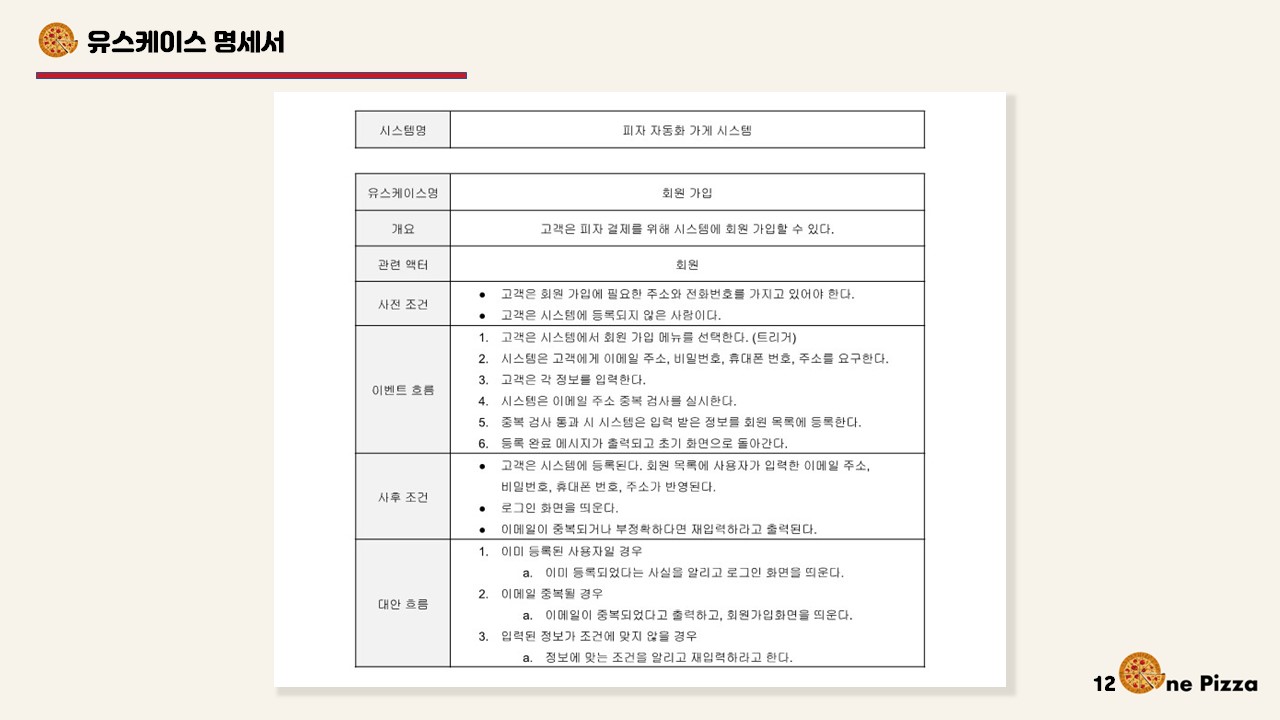 유스케이스 명세서
시스템명 피자 자동화 가게 시스템
유스케이스명 회원 가입
개요 고객은 피자 결제를 위해 시스템에 회원 가입할 수 있다.
관련 액터 회원
사전 조건
● 고객은 회원 가입에 필요한 주소와 전화번호를 가지고 있어야 한다.
● 고객은 시스템에 등록되지 않은 사람이다.
이벤트 흐름
1. 고객은 시스템에서 회원 가입 메뉴를 선택한다. (트리거)
2. 시스템은 고객에게 이메일 주소, 비밀번호, 휴대폰 번호, 주소를 요구한다.
3. 고객은 각 정보를 입력한다.
4. 시스템은 이메일 주소 중복 검사를 실시한다.
5. 중복 검사 통과 시 시스템은 입력 받은 정보를 회원 목록에 등록한다.
6. 등록 완료 메시지가 출력되고 초기 화면으로 돌아간다.
사후 조건
● 고객은 시스템에 등록된다. 회원 목록에 사용자가 입력한 이메일 주소,
비밀번호, 휴대폰 번호, 주소가 반영된다.
● 로그인 화면을 띄운다.
● 이메일이 중복되거나 부정확하다면 재입력하라고 출력된다.
대안 흐름
1. 이미 등록된 사용자일 경우
a. 이미 등록되었다는 사실을 알리고 로그인 화면을 띄운다.
2. 이메일 중복될 경우
a. 이메일이 중복되었다고 출력하고, 회원가입화면을 띄운다.
3. 입력된 정보가 조건에 맞지 않을 경우
a. 정보에 맞는 조건을 알리고 재입력하라고 한다.
12 ne Pizza